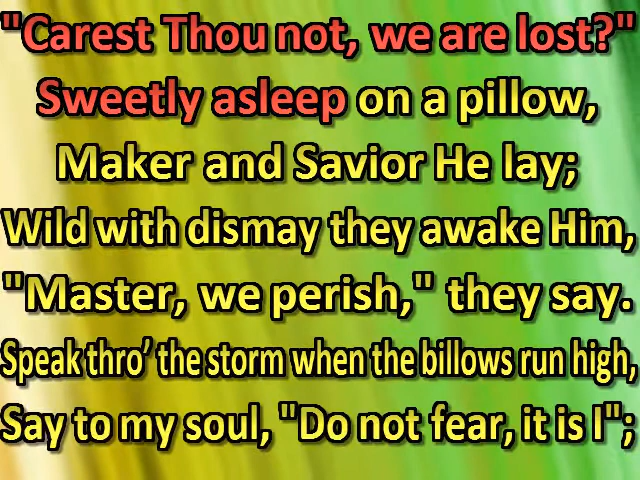 "Carest Thou not, we are lost?"
Sweetly asleep on a pillow,
Maker and Savior He lay;
Wild with dismay they awake Him,
"Master, we perish," they say.
Speak thro’ the storm when the billows run high,
Say to my soul, "Do not fear, it is I";